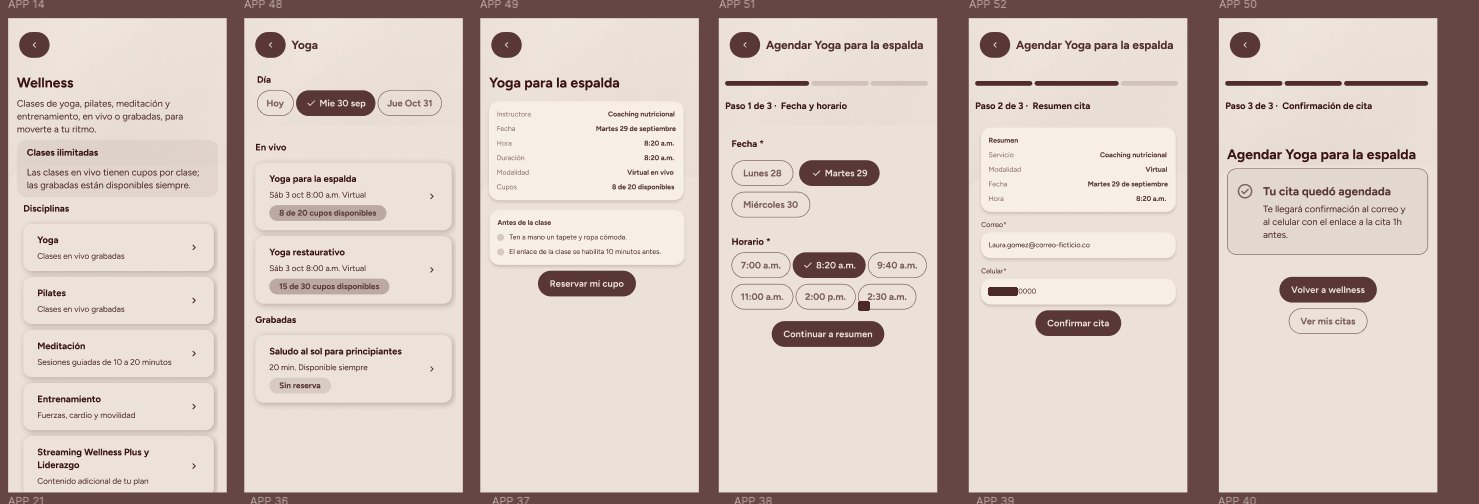 APP 14
Wellness
Clases de yoga, pilates, meditación y
entrenamiento, en vivo o grabadas, para
moverte a tu ritmo.
Clases ilimitadas
Las clases en vivo tienen cupos por clase;
las grabadas están disponibles siempre.
Disciplinas
Yoga
Clases en vivo grabadas
Pilates
Clases en vivo grabadas
Meditación
Sesiones guiadas de 10 a 20 minutos
Entrenamiento
Fuerzas, cardio y movilidad
Streaming Wellness Plus y
Liderazgo
Contenido adicional de tu plan
APP 21
APP 48
Yoga
Día
Hoy
Mie 30 sep
Jue Oct 31
En vivo
Yoga para la espalda
Sáb 3 oct 8:00 a.m. Virtual
8 de 20 cupos disponibles
Yoga restaurativo
Sáb 3 oct 8:00 a.m. Virtual
15 de 30 cupos disponibles
Grabadas
Saludo al sol para principiantes
20 min. Disponible siempre
Sin reserva
APP 36
APP 49
Yoga para la espalda
Instructora Coaching nutricional
Fecha Martes 29 de septiembre
Hora 8:20 a.m.
Duración 8:20 a.m.
Modalidad Virtual en vivo
Cupos 8 de 20 disponibles
Antes de la clase
Ten a mano un tapete y ropa cómoda.
El enlace de la clase se habilita 10 minutos antes.
Reservar mi cupo
APP 37
APP 51
Agendar Yoga para la espalda
Paso 1 de 3 · Fecha y horario
Fecha *
Lunes 28
Martes 29
Miércoles 30
Horario *
7:00 a.m.
8:20 a.m.
9:40 a.m.
11:00 a.m.
2:00 p.m.
2:30 a.m.
Continuar a resumen
APP 38
APP 52
Agendar Yoga para la espalda
Paso 2 de 3 · Resumen cita
Resumen
Servicio Coaching nutricional
Modalidad Virtual
Fecha Martes 29 de septiembre
Hora 8:20 a.m.
Correo*
Laura.gomez@correo-ficticio.co
Celular*
0000
Confirmar cita
APP 39
APP 50
Paso 3 de 3 · Confirmación de cita
Agendar Yoga para la espalda
Tu cita quedó agendada
Te llegará confirmación al correo y
al celular con el enlace a la cita 1h
antes.
Volver a wellness
Ver mis citas
APP 40